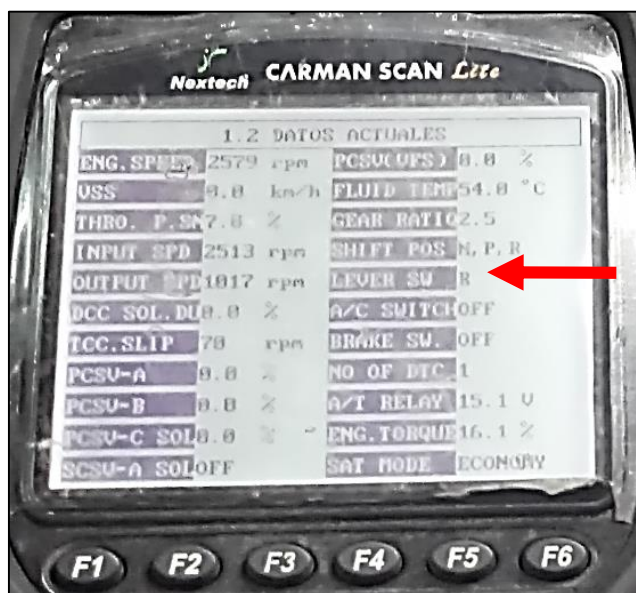 Nextech CARMAN SCAN Lite
1.2 DATOS ACTUALES
ENG.SPEED 2579 rpm PCSV(VFS) 0.0 %
VSS 0.0 km/h FLUID TEMP 54.0 °C
THRO. P.SN 7.8 % GEAR RATIO 2.5
INPUT SPD 2513 rpm SHIFT POS N,P,R
OUTPUT SPD 1017 rpm LEVER SW R
DCC SOL.DU 0.0 % A/C SWITCH OFF
TCC.SLIP 70 rpm BRAKE SW. OFF
PCSV-A 0.0 % NO OF DTC 1
PCSV-B 0.0 % A/T RELAY 15.1 V
PCSV-C SOL 0.0 % ENG.TORQUE 16.1 %
SCSV-A SOL OFF SAT MODE ECONOMY
F1 F2 F3 F4 F5 F6